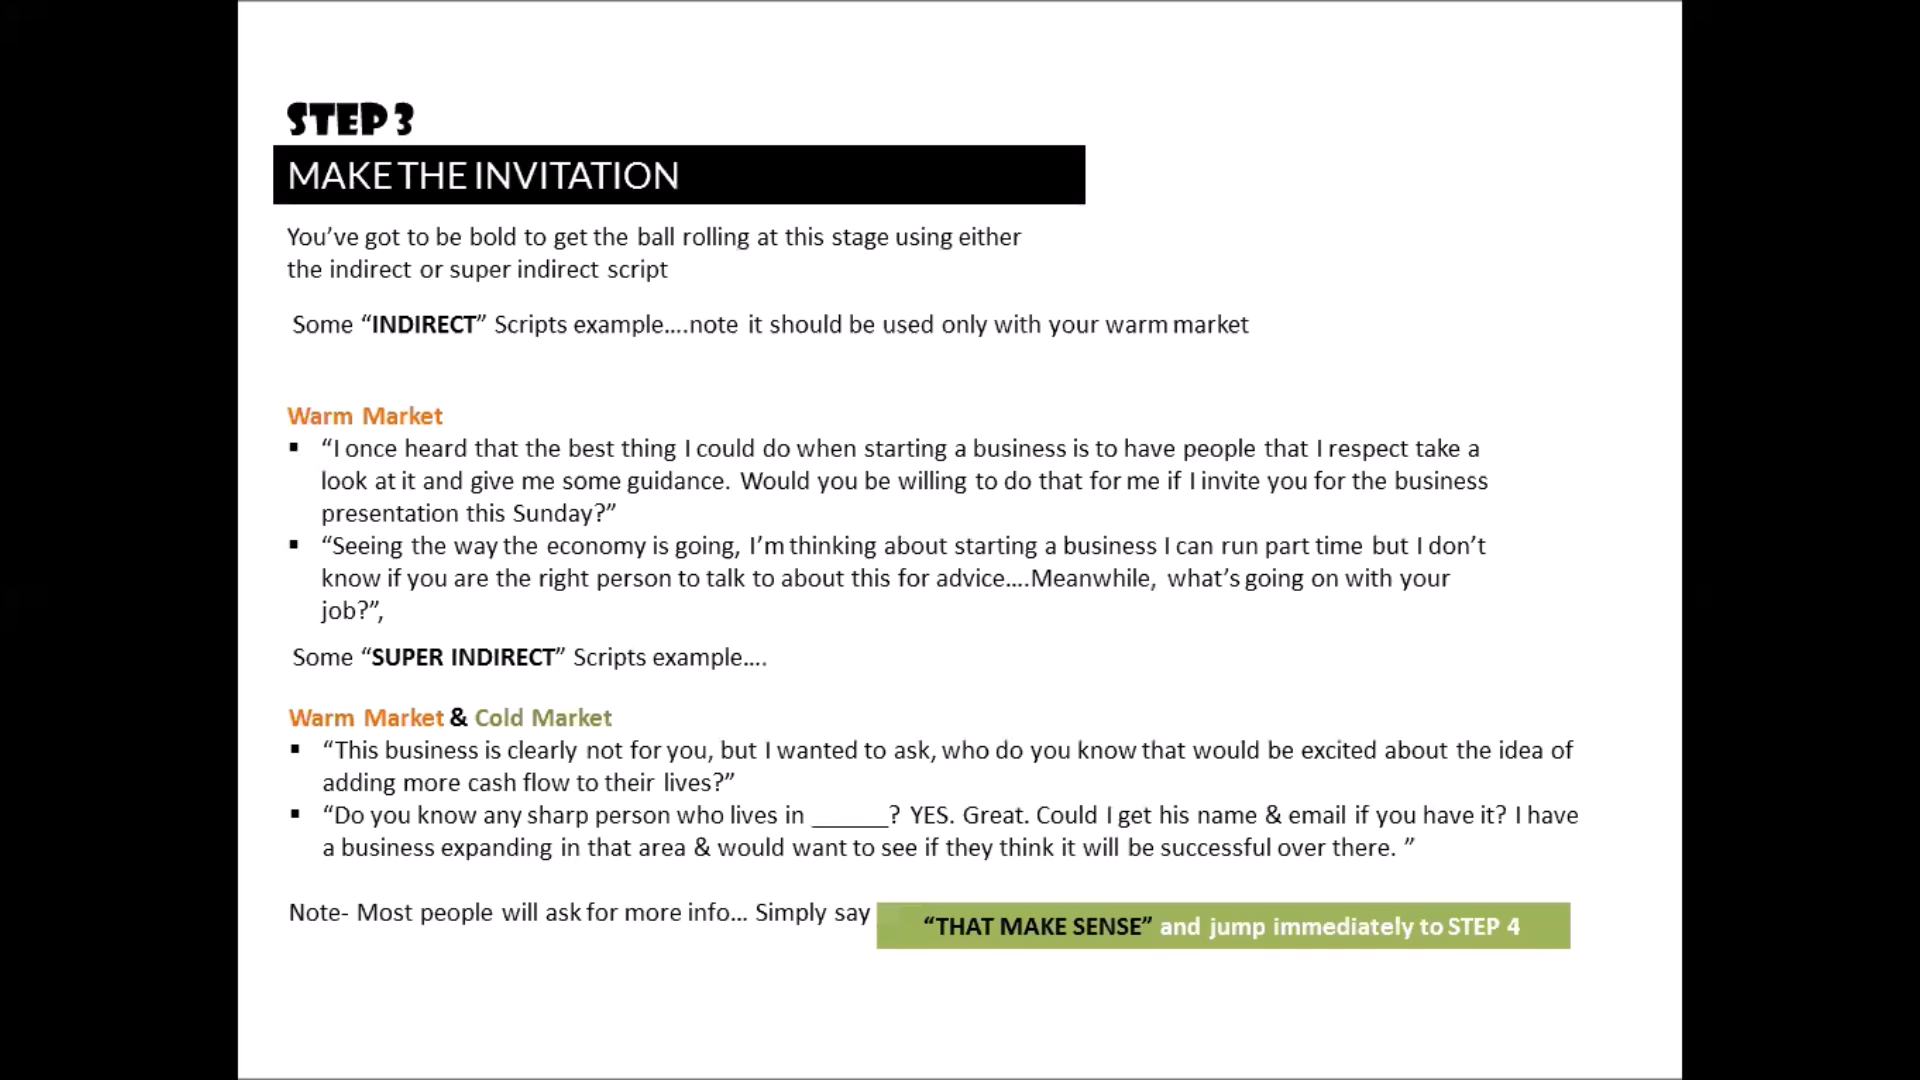 STEP 3
MAKE THE INVITATION
You’ve got to be bold to get the ball rolling at this stage using either
the indirect or super indirect script
Some “INDIRECT” Scripts example....note it should be used only with your warm market
Warm Market
▪ “I once heard that the best thing I could do when starting a business is to have people that I respect take a
look at it and give me some guidance. Would you be willing to do that for me if I invite you for the business
presentation this Sunday?”
▪ “Seeing the way the economy is going, I’m thinking about starting a business I can run part time but I don’t
know if you are the right person to talk to about this for advice....Meanwhile, what’s going on with your
job?”,
Some “SUPER INDIRECT” Scripts example....
Warm Market & Cold Market
▪ “This business is clearly not for you, but I wanted to ask, who do you know that would be excited about the idea of
adding more cash flow to their lives?”
▪ “Do you know any sharp person who lives in ______? YES. Great. Could I get his name & email if you have it? I have
a business expanding in that area & would want to see if they think it will be successful over there. ”
Note- Most people will ask for more info... Simply say “THAT MAKE SENSE” and jump immediately to STEP 4